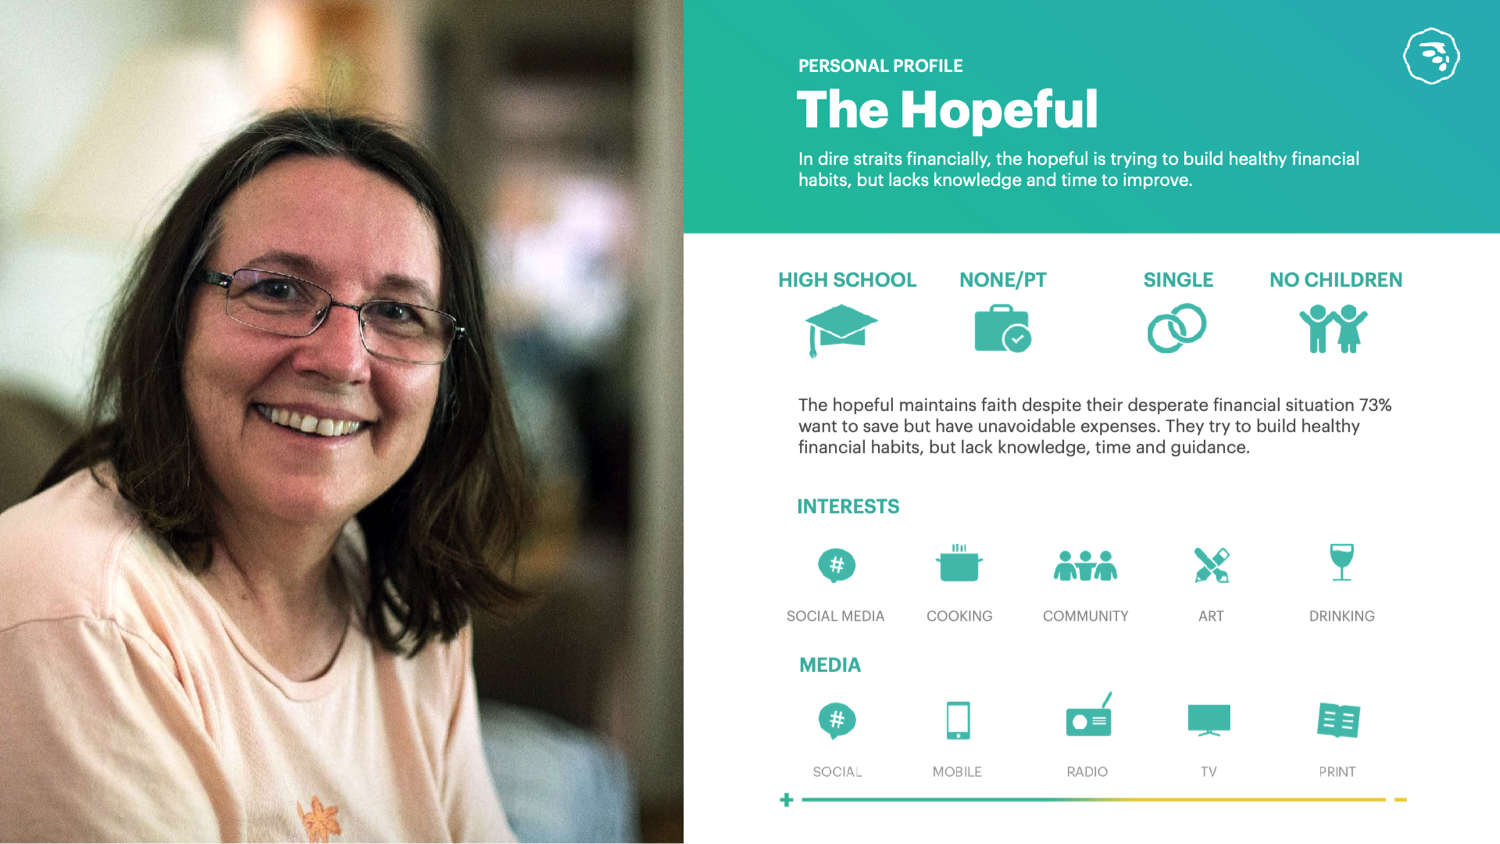 PERSONAL PROFILE
The Hopeful
In dire straits financially, the hopeful is trying to build healthy financial
habits, but lacks knowledge and time to improve.
HIGH SCHOOL
NONE/PT
SINGLE
NO CHILDREN
The hopeful maintains faith despite their desperate financial situation 73%
want to save but have unavoidable expenses. They try to build healthy
financial habits, but lack knowledge, time and guidance.
INTERESTS
#
SOCIAL MEDIA
COOKING
COMMUNITY
ART
DRINKING
MEDIA
#
SOCIAL
MOBILE
RADIO
TV
PRINT
+ −